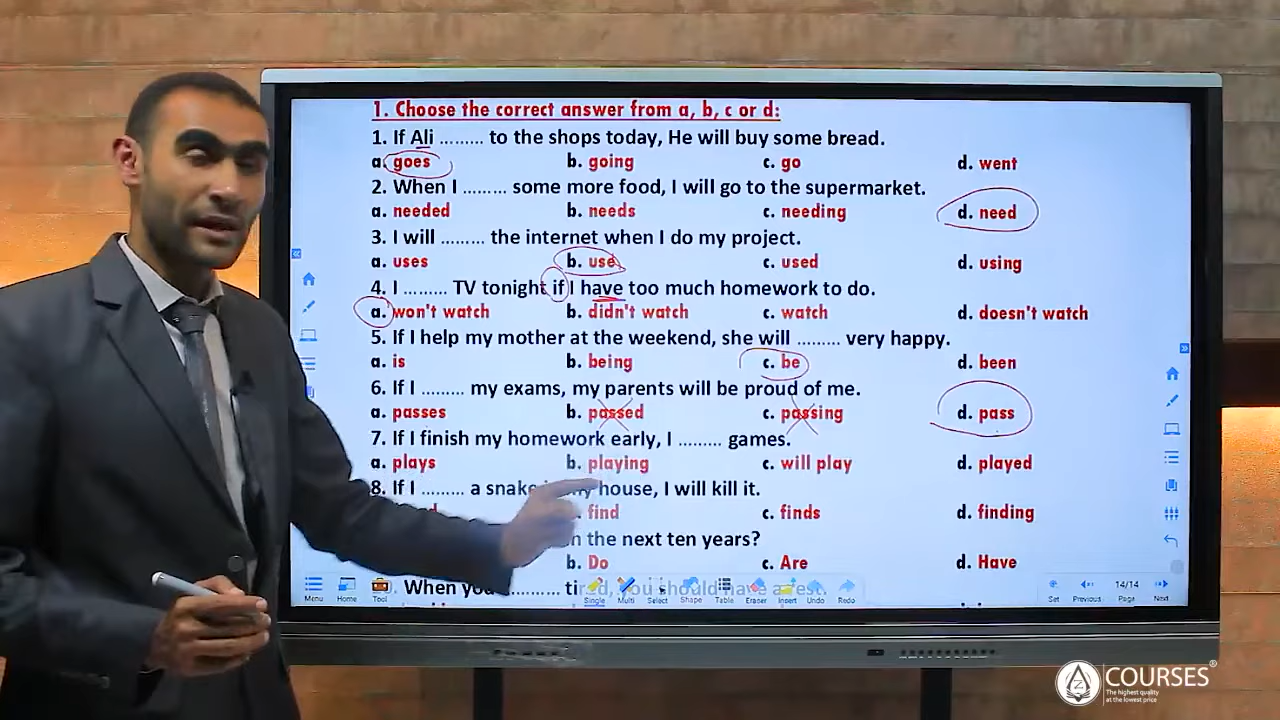 1. Choose the correct answer from a, b, c or d:
1. If Ali ......... to the shops today, He will buy some bread.
a. goes b. going c. go d. went
2. When I ......... some more food, I will go to the supermarket.
a. needed b. needs c. needing d. need
3. I will ......... the internet when I do my project.
a. uses b. use c. used d. using
4. I ......... TV tonight if I have too much homework to do.
a. won't watch b. didn't watch c. watch d. doesn't watch
5. If I help my mother at the weekend, she will ......... very happy.
a. is b. being c. be d. been
6. If I ......... my exams, my parents will be proud of me.
a. passes b. passed c. passing d. pass
7. If I finish my homework early, I ......... games.
a. plays b. playing c. will play d. played
8. If I ......... a snake my house, I will kill it.
find c. finds d. finding
the next ten years?
b. Do c. Are d. Have
When you ......... tired, you should have a rest.
Menu Home Tool Single Multi Select Shape Table Eraser Insert Undo Redo Set Previous 14/14 Page Next
COURSES®
The highest quality
at the lowest price